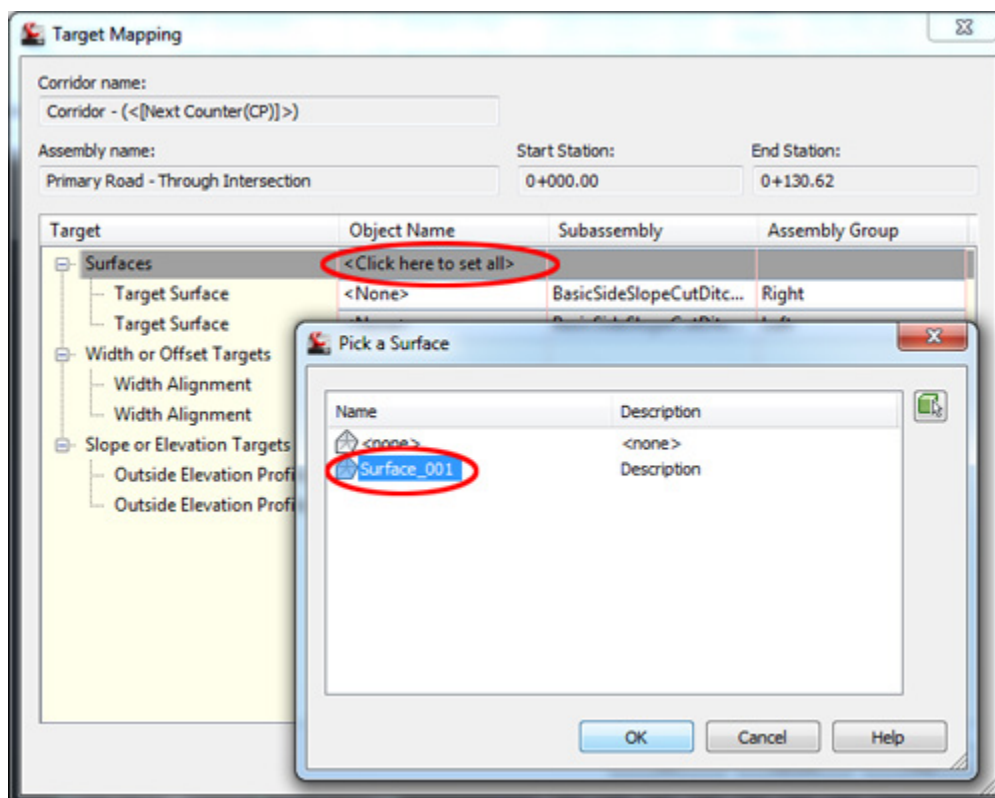 Target Mapping
Corridor name:
Corridor - (<[Next Counter(CP)]>)
Assembly name:
Start Station:
End Station:
Primary Road - Through Intersection
0+000.00
0+130.62
Target
Object Name
Subassembly
Assembly Group
Surfaces
<Click here to set all>
Target Surface
<None>
BasicSideSlopeCutDitc...
Right
Target Surface
Width or Offset Targets
Width Alignment
Width Alignment
Slope or Elevation Targets
Outside Elevation Profi
Outside Elevation Profi
Pick a Surface
Name
Description
<none>
<none>
Surface_001
Description
OK
Cancel
Help